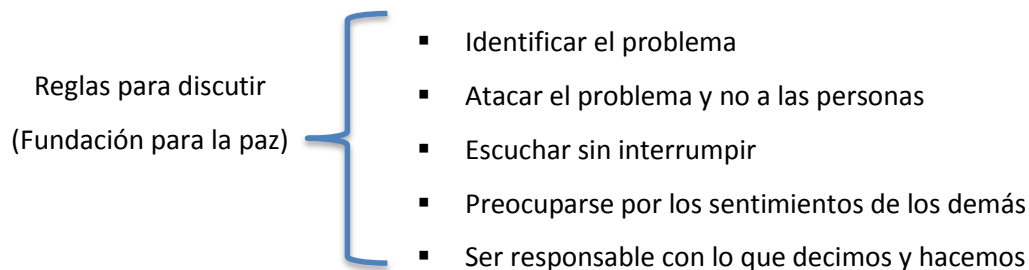 Reglas para discutir
(Fundación para la paz)
▪ Identificar el problema
▪ Atacar el problema y no a las personas
▪ Escuchar sin interrumpir
▪ Preocuparse por los sentimientos de los demás
▪ Ser responsable con lo que decimos y hacemos